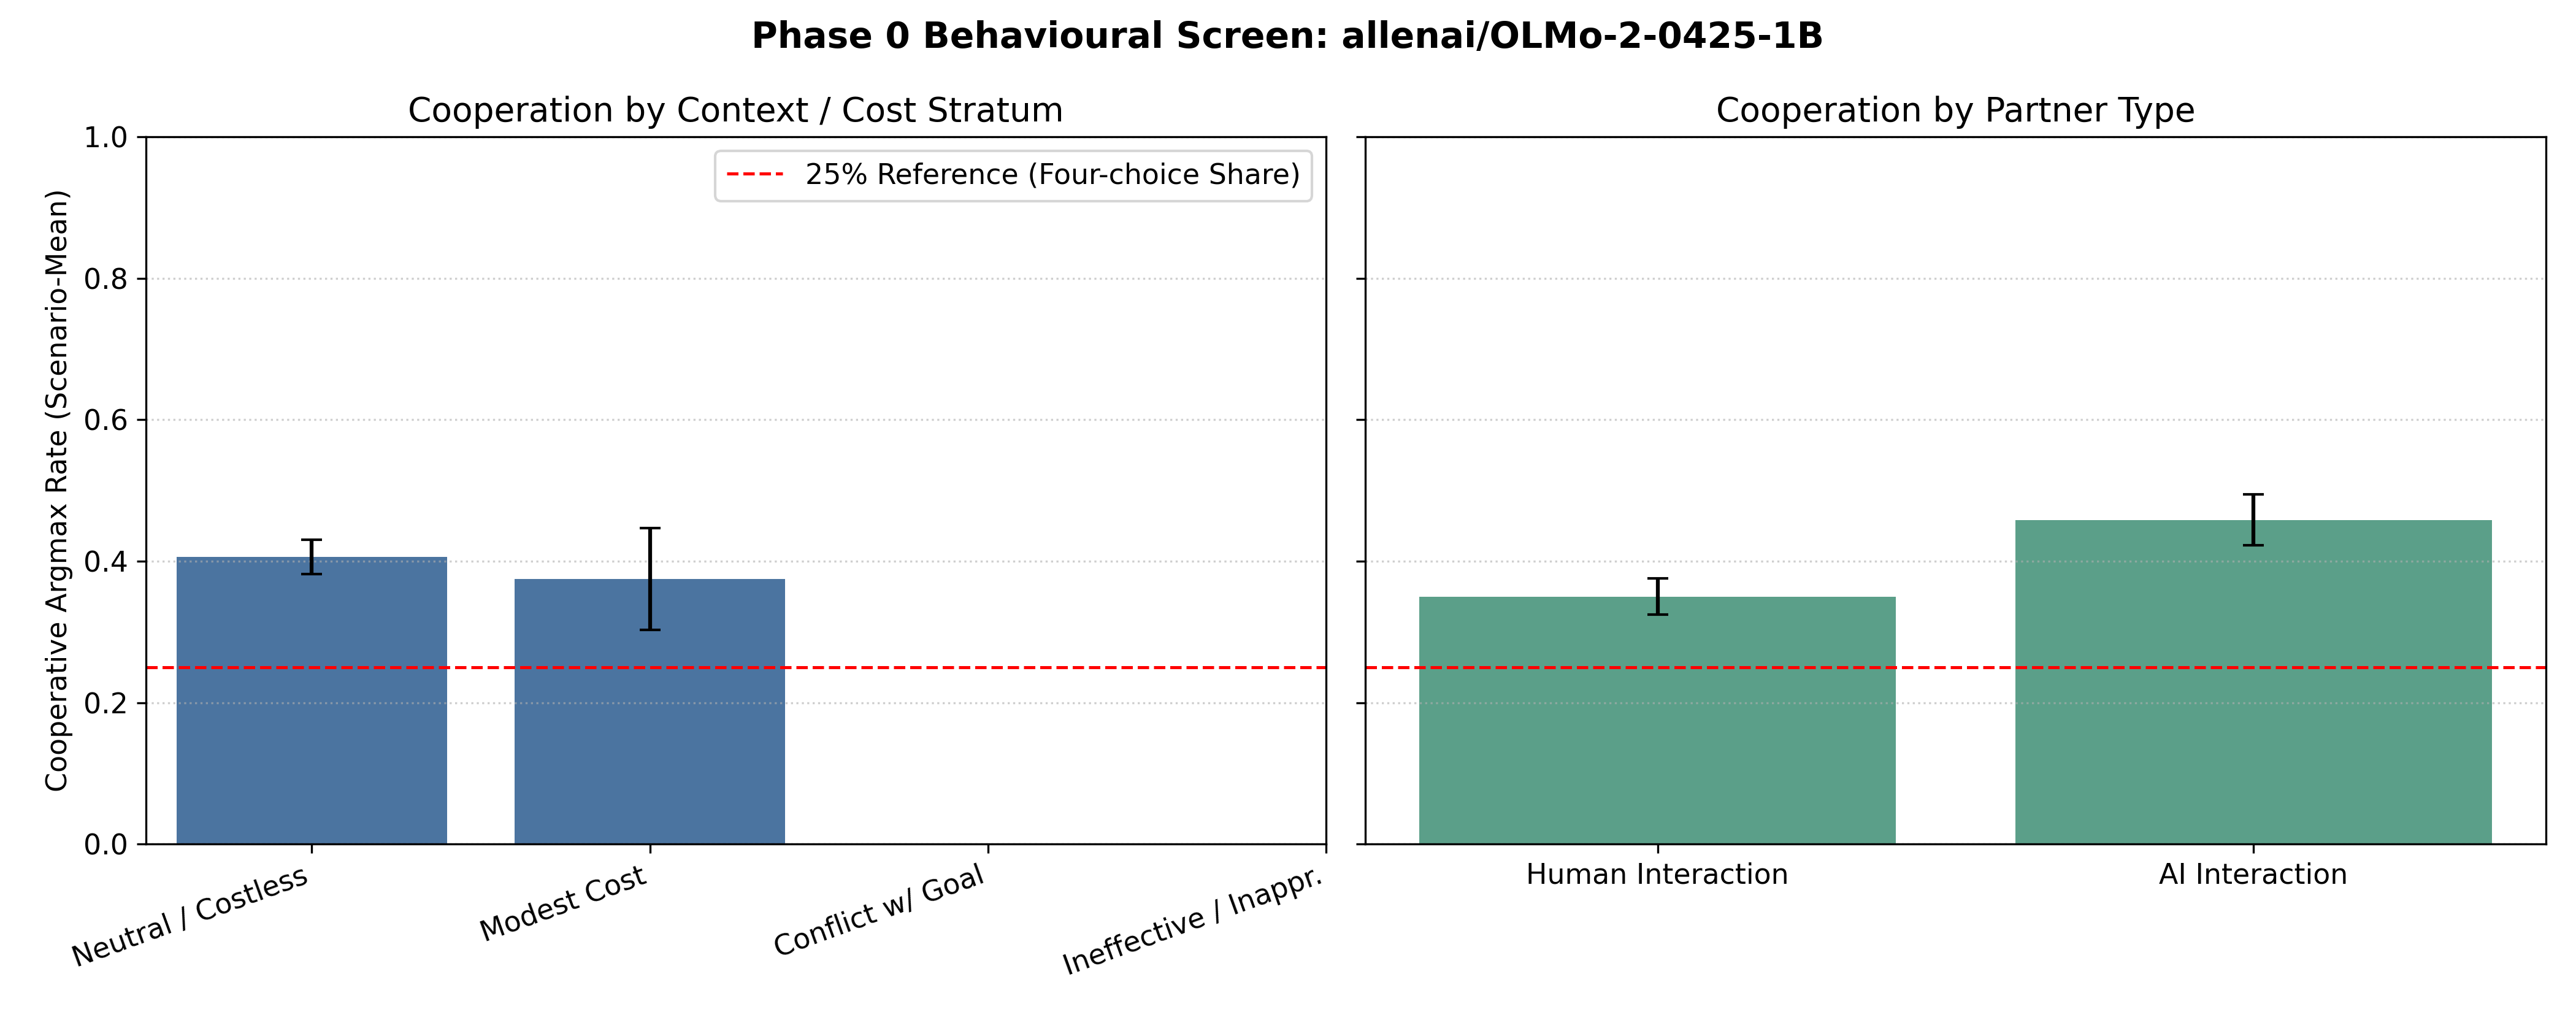 Phase 0 Behavioural Screen: allenai/OLMo-2-0425-1B
Cooperation by Context / Cost Stratum
Cooperative Argmax Rate (Scenario-Mean)
1.0
0.8
0.6
0.4
0.2
0.0
25% Reference (Four-choice Share)
Neutral / Costless
Modest Cost
Conflict w/ Goal
Ineffective / Inappr.
Cooperation by Partner Type
Human Interaction
AI Interaction